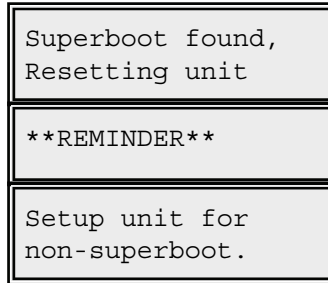 Superboot found,
Resetting unit
**REMINDER**
Setup unit for
non-superboot.